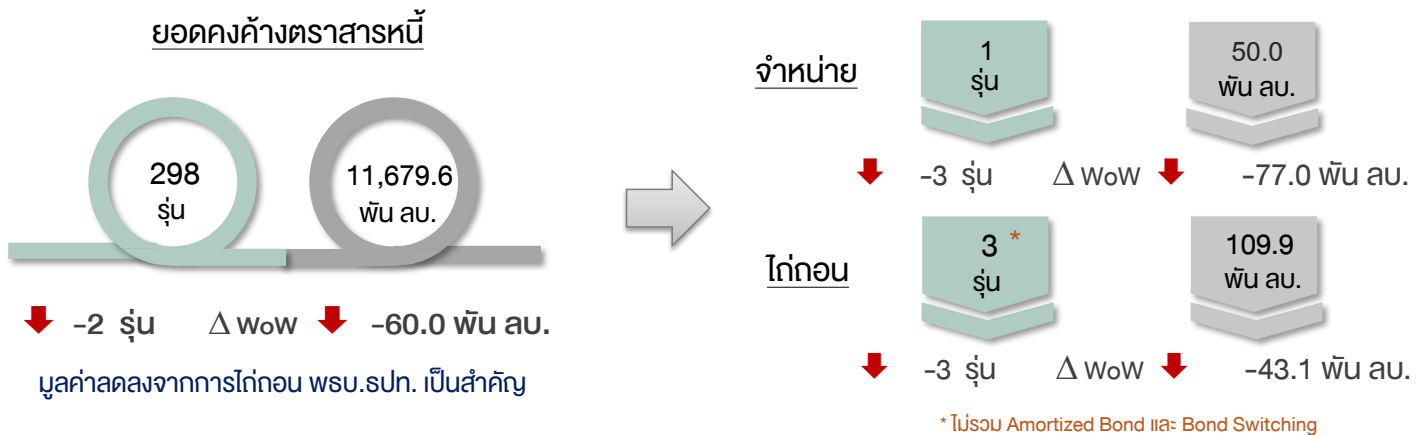 ยอดคงค้างตราสารหนี้
298
รุ่น
11,679.6
พัน ลบ.
-2 รุ่น Δ WoW -60.0 พัน ลบ.
มูลค่าลดลงจากการไถ่ถอน พธบ.ธปท. เป็นสำคัญ
จำหน่าย
1
รุ่น
50.0
พัน ลบ.
-3 รุ่น Δ WoW -77.0 พัน ลบ.
ไถ่ถอน
3 *
รุ่น
109.9
พัน ลบ.
-3 รุ่น Δ WoW -43.1 พัน ลบ.
* ไม่รวม Amortized Bond และ Bond Switching